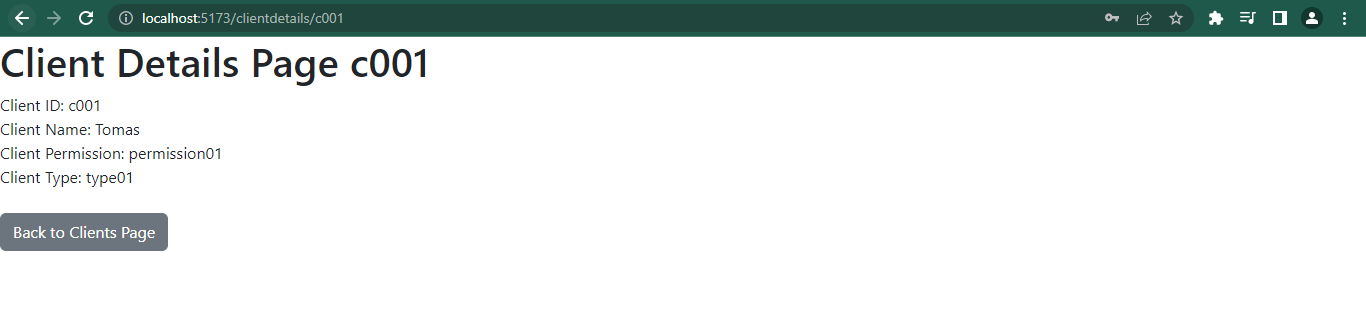 localhost:5173/clientdetails/c001
Client Details Page c001
Client ID: c001
Client Name: Tomas
Client Permission: permission01
Client Type: type01
Back to Clients Page